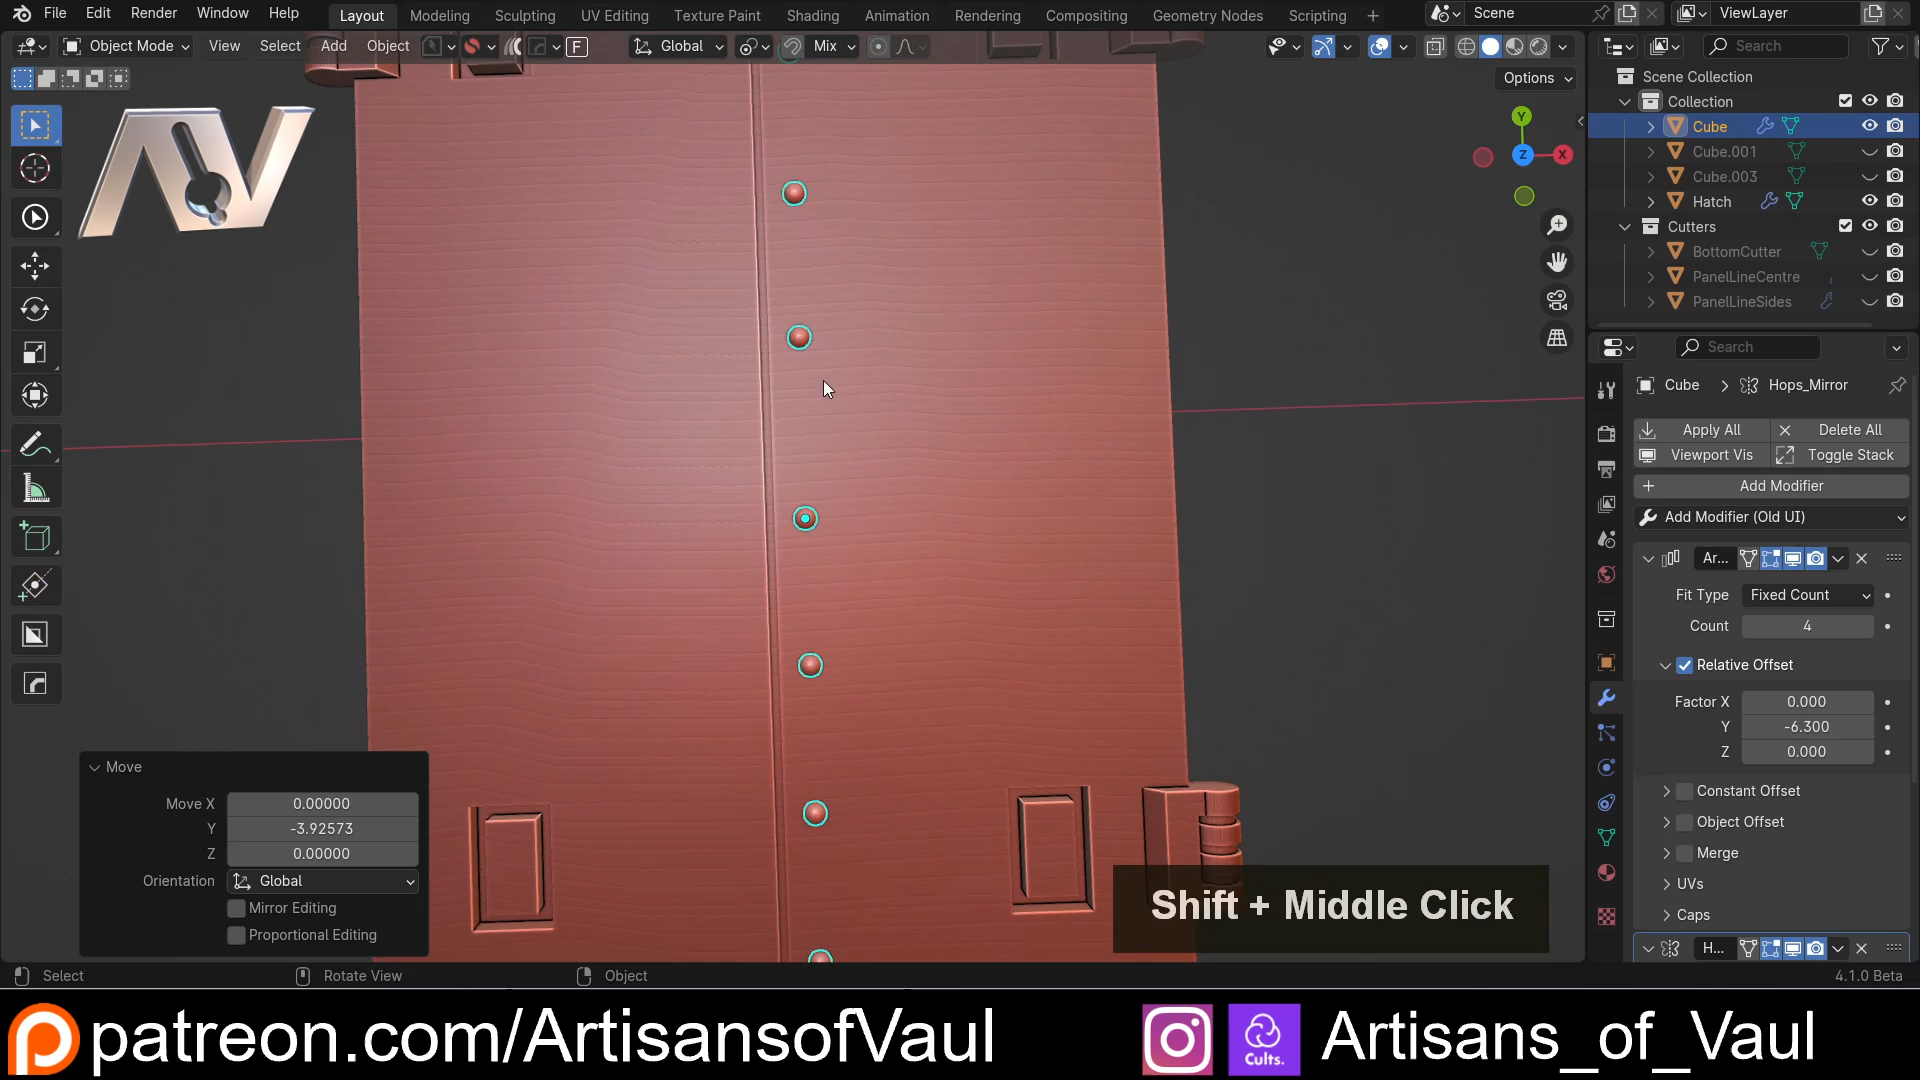 File Edit Render Window Help Layout Modeling Sculpting UV Editing Texture Paint Shading Animation Rendering Compositing Geometry Nodes Scripting + Scene ViewLayer
Object Mode View Select Add Object F Global Mix Search
Options
Scene Collection
Collection
Cube
Cube.001
Cube.003
Hatch
Cutters
BottomCutter
PanelLineCentre
PanelLineSides
Y
Z X
Search
Cube > Hops_Mirror
Apply All Delete All
Viewport Vis Toggle Stack
+ Add Modifier
Add Modifier (Old UI)
Ar...
Fit Type Fixed Count
Count 4
Relative Offset
Factor X 0.000
Y -6.300
Z 0.000
Constant Offset
Object Offset
Merge
UVs
Caps
H...
Move
Move X 0.00000
Y -3.92573
Z 0.00000
Orientation Global
Mirror Editing
Proportional Editing
Shift + Middle Click
Select Rotate View Object 4.1.0 Beta
patreon.com/ArtisansofVaul Cults. Artisans_of_Vaul